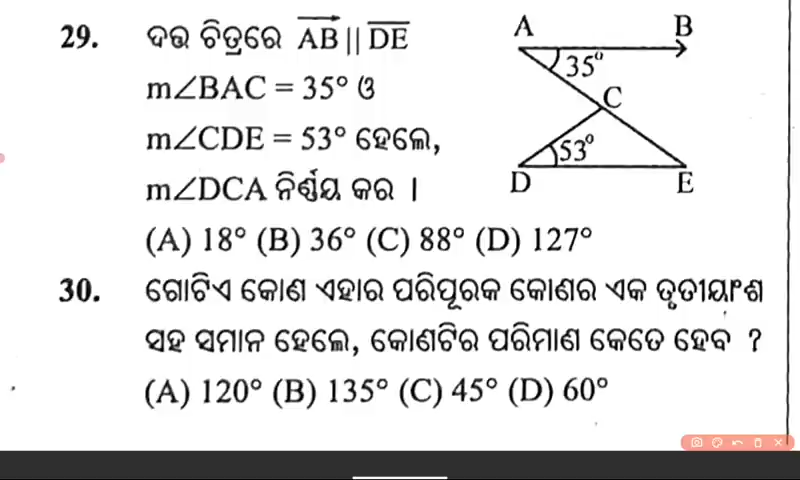 29. ଦତ୍ତ ଚିତ୍ରରେ AB || DE
m∠BAC = 35° ଓ
m∠CDE = 53° ହେଲେ,
m∠DCA ନିର୍ଣ୍ଣୟ କର ।
(A) 18° (B) 36° (C) 88° (D) 127°
A B
35°
C
53°
D E
30. ଗୋଟିଏ କୋଣ ଏହାର ପରିପୂରକ କୋଣର ଏକ ତୃତୀୟାଂଶ
ସହ ସମାନ ହେଲେ, କୋଣଟିର ପରିମାଣ କେତେ ହେବ ?
(A) 120° (B) 135° (C) 45° (D) 60°